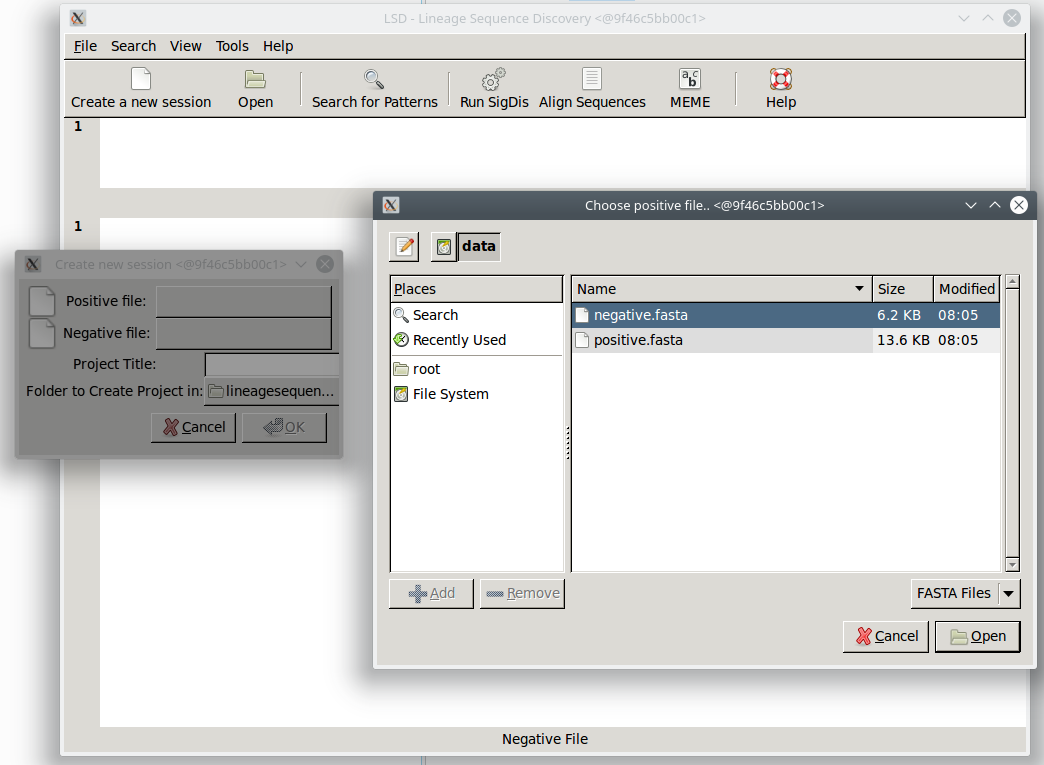 LSD - Lineage Sequence Discovery <@9f46c5bb00c1>
File Search View Tools Help
Create a new session Open Search for Patterns Run SigDis Align Sequences MEME Help
1
1
Create new session <@9f46c5bb00c1>
Positive file:
Negative file:
Project Title:
Folder to Create Project in: lineagesequen...
Cancel OK
Choose positive file.. <@9f46c5bb00c1>
data
Places
Search
Recently Used
root
File System
Name Size Modified
negative.fasta 6.2 KB 08:05
positive.fasta 13.6 KB 08:05
Add Remove
FASTA Files
Cancel Open
Negative File